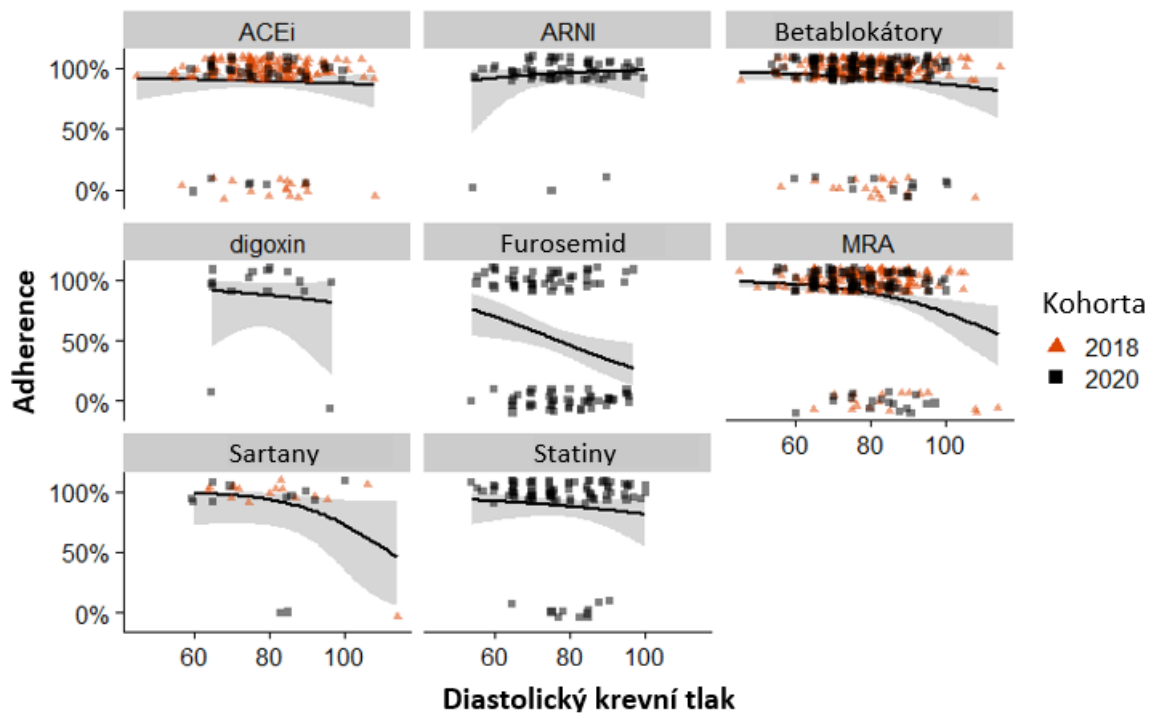 ACEi
ARNI
Betablokátory
100%
50%
0%
digoxin
Furosemid
MRA
100%
50%
0%
60 80 100
Sartany
Statiny
100%
50%
0%
60 80 100
60 80 100
Adherence
Diastolický krevní tlak
Kohorta
2018
2020